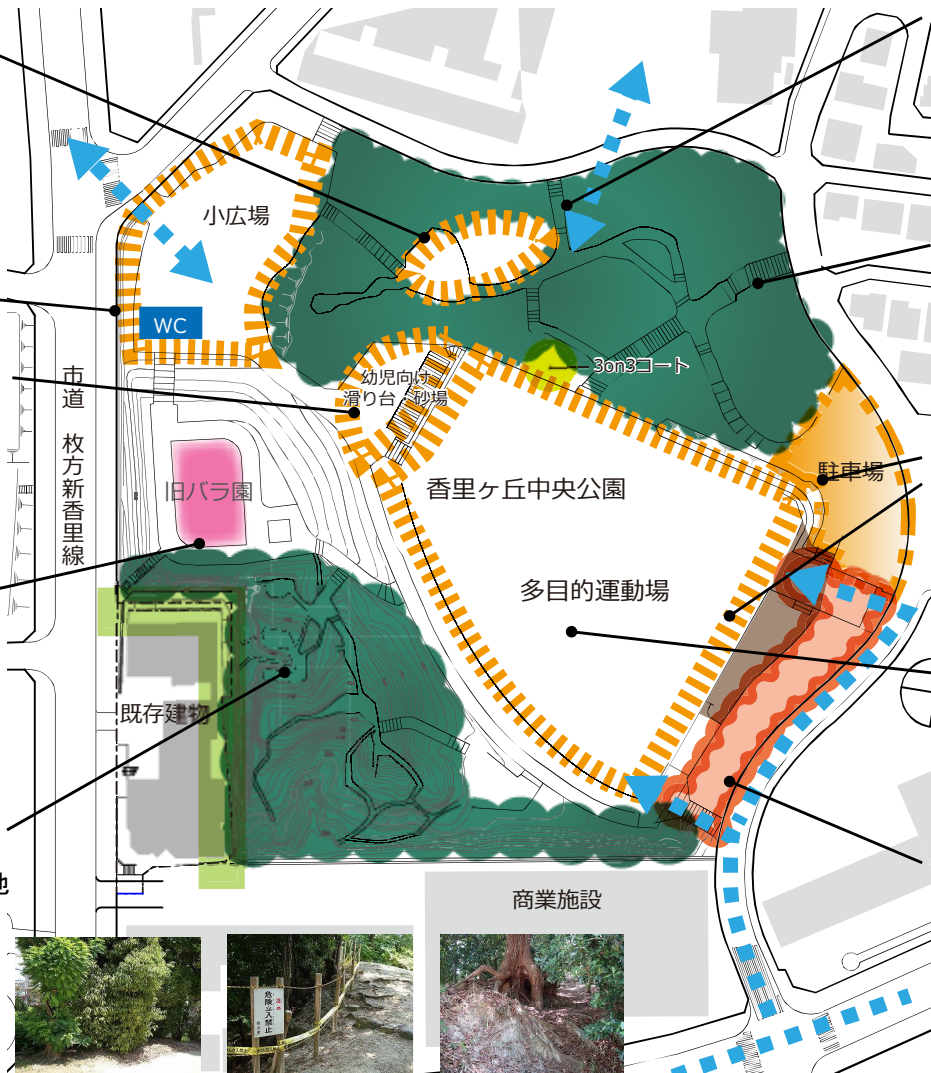 小広場
WC
幼児向け
滑り台・砂場
3on3コート
市道 枚方新香里線
旧バラ園
香里ヶ丘中央公園
駐車場
多目的運動場
既存建物
地
商業施設
危険立入禁止